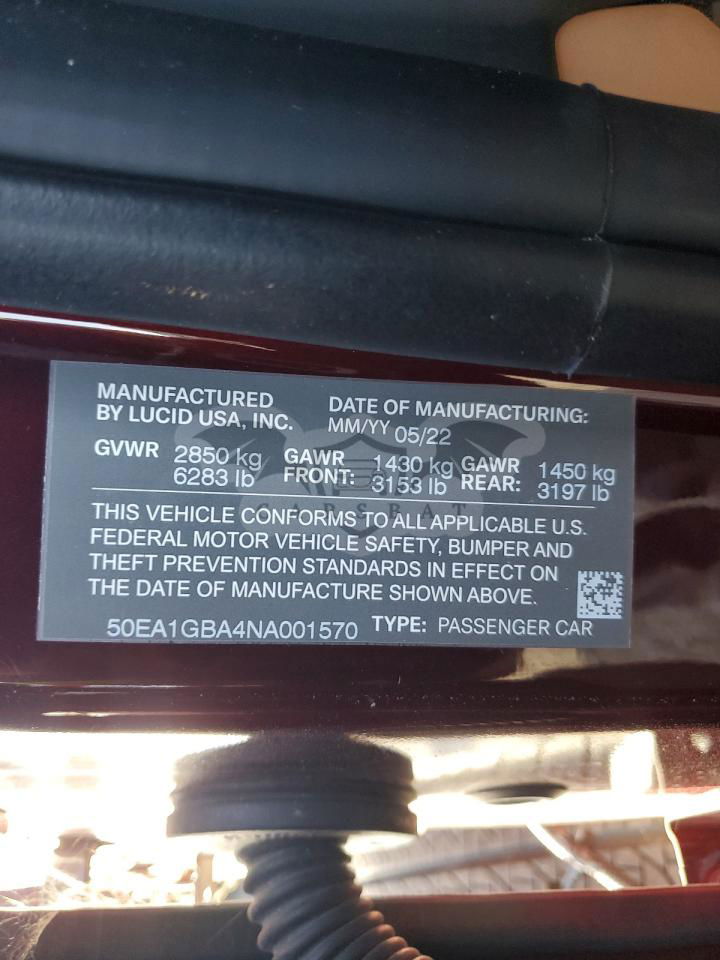 MANUFACTURED
BY LUCID USA, INC.
DATE OF MANUFACTURING:
MM/YY 05/22
GVWR 2850 kg
6283 lb
GAWR FRONT: 1430 kg
3153 lb
GAWR REAR: 1450 kg
3197 lb
CARSBAT
THIS VEHICLE CONFORMS TO ALL APPLICABLE U.S.
FEDERAL MOTOR VEHICLE SAFETY, BUMPER AND
THEFT PREVENTION STANDARDS IN EFFECT ON
THE DATE OF MANUFACTURE SHOWN ABOVE.
50EA1GBA4NA001570 TYPE: PASSENGER CAR